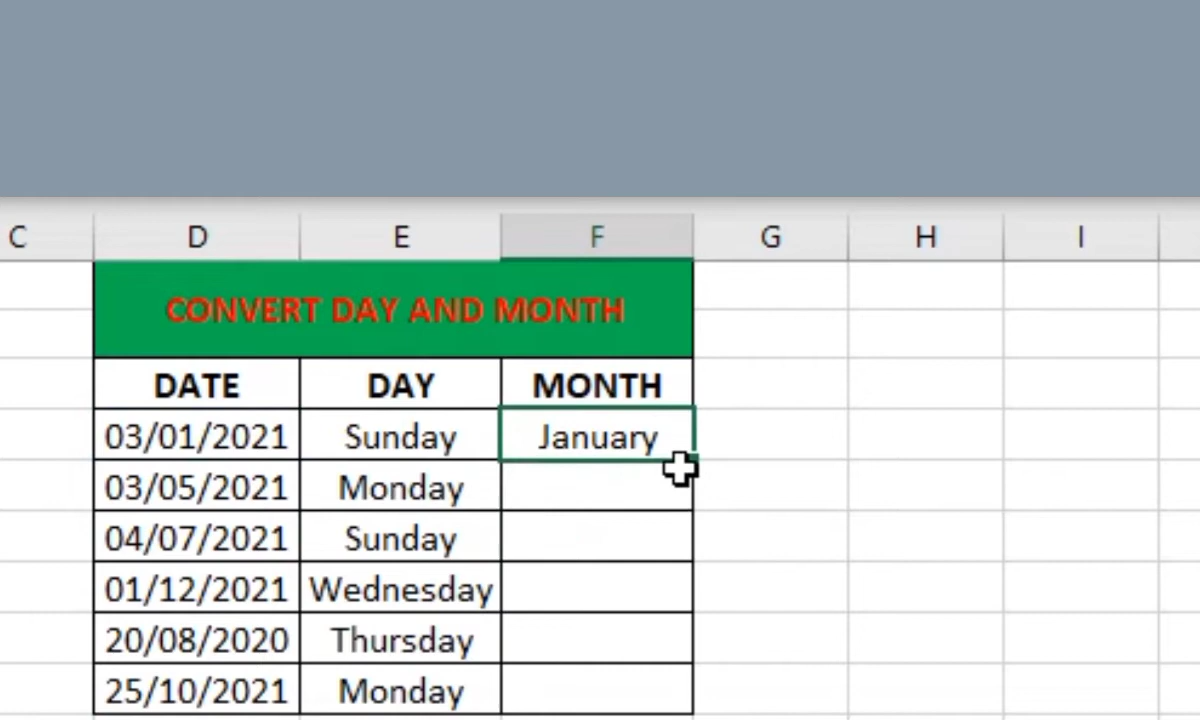 C D E F G H I
CONVERT DAY AND MONTH
DATE DAY MONTH
03/01/2021 Sunday January
03/05/2021 Monday
04/07/2021 Sunday
01/12/2021 Wednesday
20/08/2020 Thursday
25/10/2021 Monday